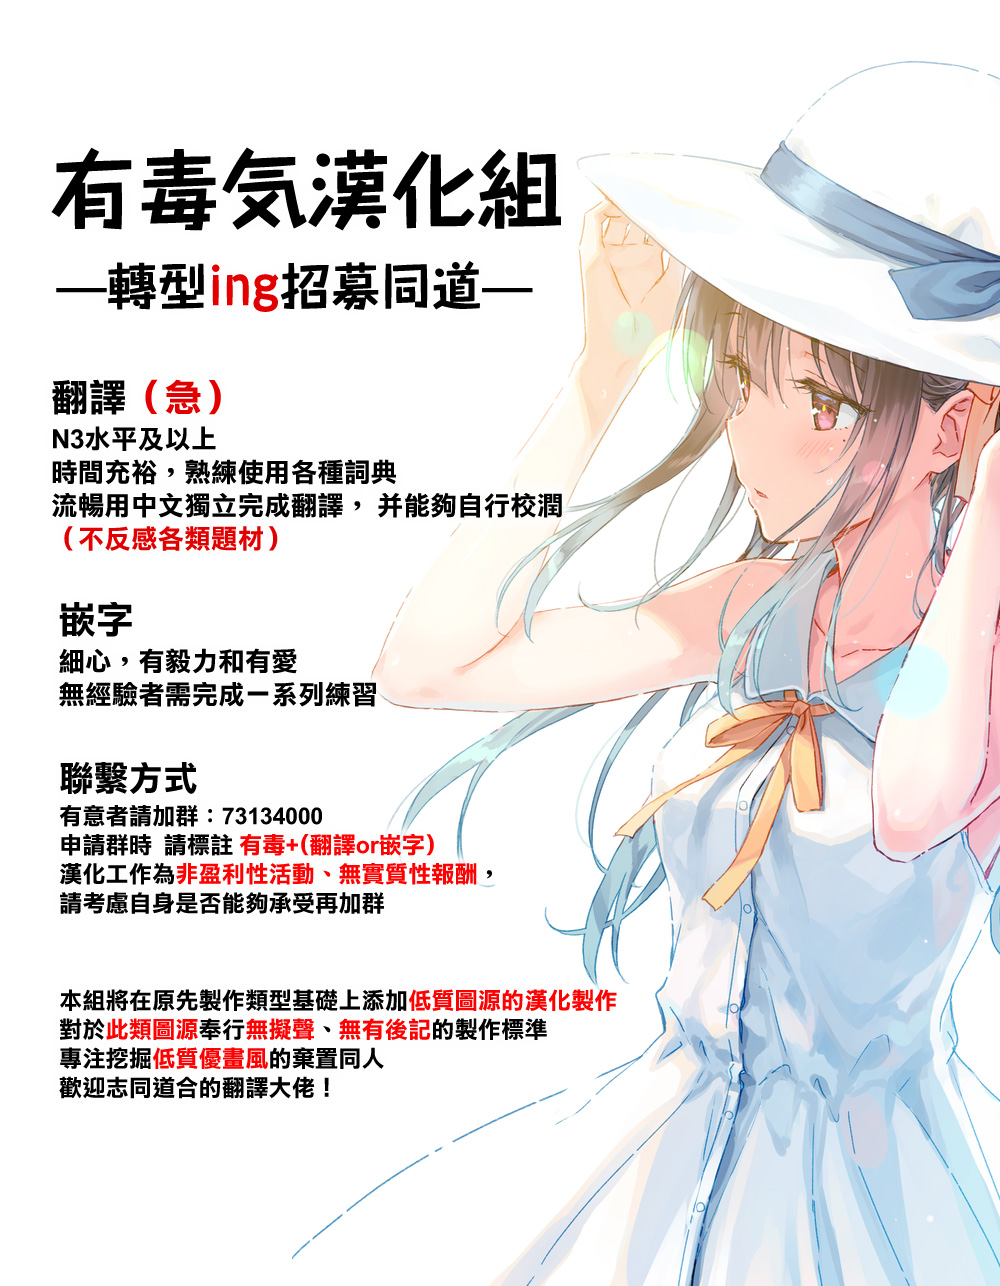 有毒気漢化組
—轉型ing招募同道—
翻譯（急）
N3水平及以上
時間充裕，熟練使用各種詞典
流暢用中文獨立完成翻譯， 并能夠自行校潤
（不反感各類題材）
嵌字
細心，有毅力和有愛
無經驗者需完成一系列練習
聯繫方式
有意者請加群：73134000
申請群時 請標註 有毒+（翻譯or嵌字）
漢化工作為非盈利性活動、無實質性報酬，
請考慮自身是否能夠承受再加群
本組將在原先製作類型基礎上添加低質圖源的漢化製作
對於此類圖源奉行無擬聲、無有後記的製作標準
專注挖掘低質優畫風的棄置同人
歡迎志同道合的翻譯大佬！